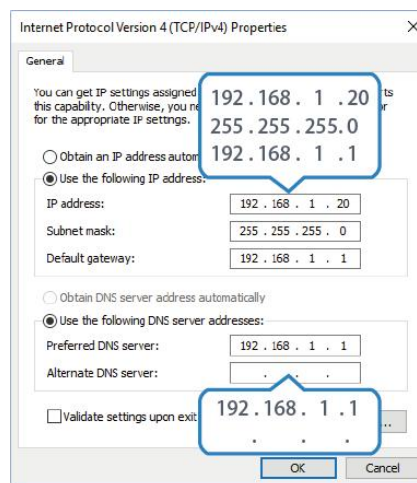 Internet Protocol Version 4 (TCP/IPv4) Properties
General
You can get IP settings assigned
this capability. Otherwise, you
for the appropriate IP settings.
192.168. 1 .20
255.255.255.0
192.168. 1 .1
Obtain an IP address
Use the following IP address:
IP address: 192 . 168 . 1 . 20
Subnet mask: 255 . 255 . 255 . 0
Default gateway: 192 . 168 . 1 . 1
Obtain DNS server address automatically
Use the following DNS server addresses:
Preferred DNS server: 192 . 168 . 1 . 1
Alternate DNS server: . . .
Validate settings upon exit
192.168. 1 .1
. . .
OK Cancel